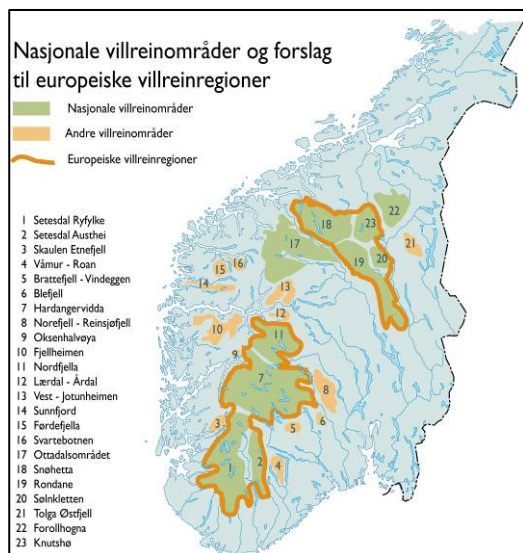 Nasjonale villreinområder og forslag
til europeiske villreinregioner
Nasjonale villreinområder
Andre villreinområder
Europeiske villreinregioner
1 Setesdal Ryfylke
2 Setesdal Austhei
3 Skaulen Etnefjell
4 Våmur - Roan
5 Brattefjell - Vindeggen
6 Blefjell
7 Hardangervidda
8 Norefjell - Reinsjøfjell
9 Oksenhalvøya
10 Fjellheimen
11 Nordfjella
12 Lærdal - Årdal
13 Vest - Jotunheimen
14 Sunnfjord
15 Førdefjella
16 Svartebotnen
17 Ottadalsområdet
18 Snøhetta
19 Rondane
20 Sølnkletten
21 Tolga Østfjell
22 Forollhogna
23 Knutshø
18
23
22
17
21
20
19
16
15
14
13
12
10
11
9
7
8
6
5
3
4
2
1